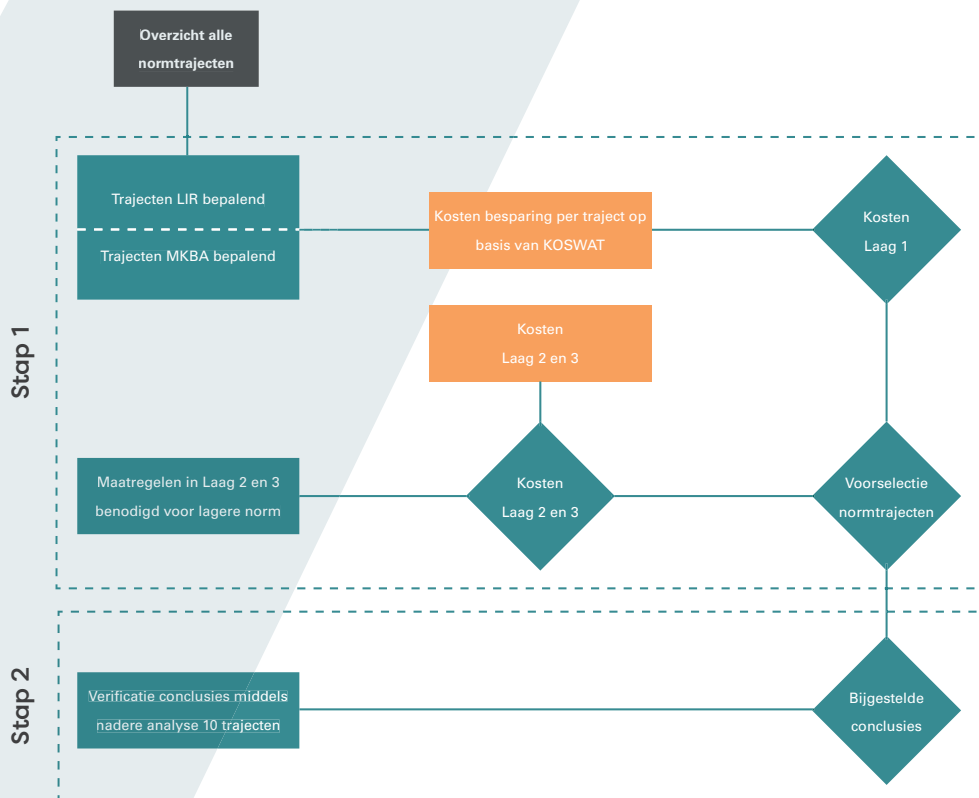 Overzicht alle
normtrajecten
Stap 1
Trajecten LIR bepalend
Trajecten MKBA bepalend
Kosten besparing per traject op
basis van KOSWAT
Kosten
Laag 1
Kosten
Laag 2 en 3
Maatregelen in Laag 2 en 3
benodigd voor lagere norm
Kosten
Laag 2 en 3
Voorselectie
normtrajecten
Stap 2
Verificatie conclusies middels
nadere analyse 10 trajecten
Bijgestelde
conclusies